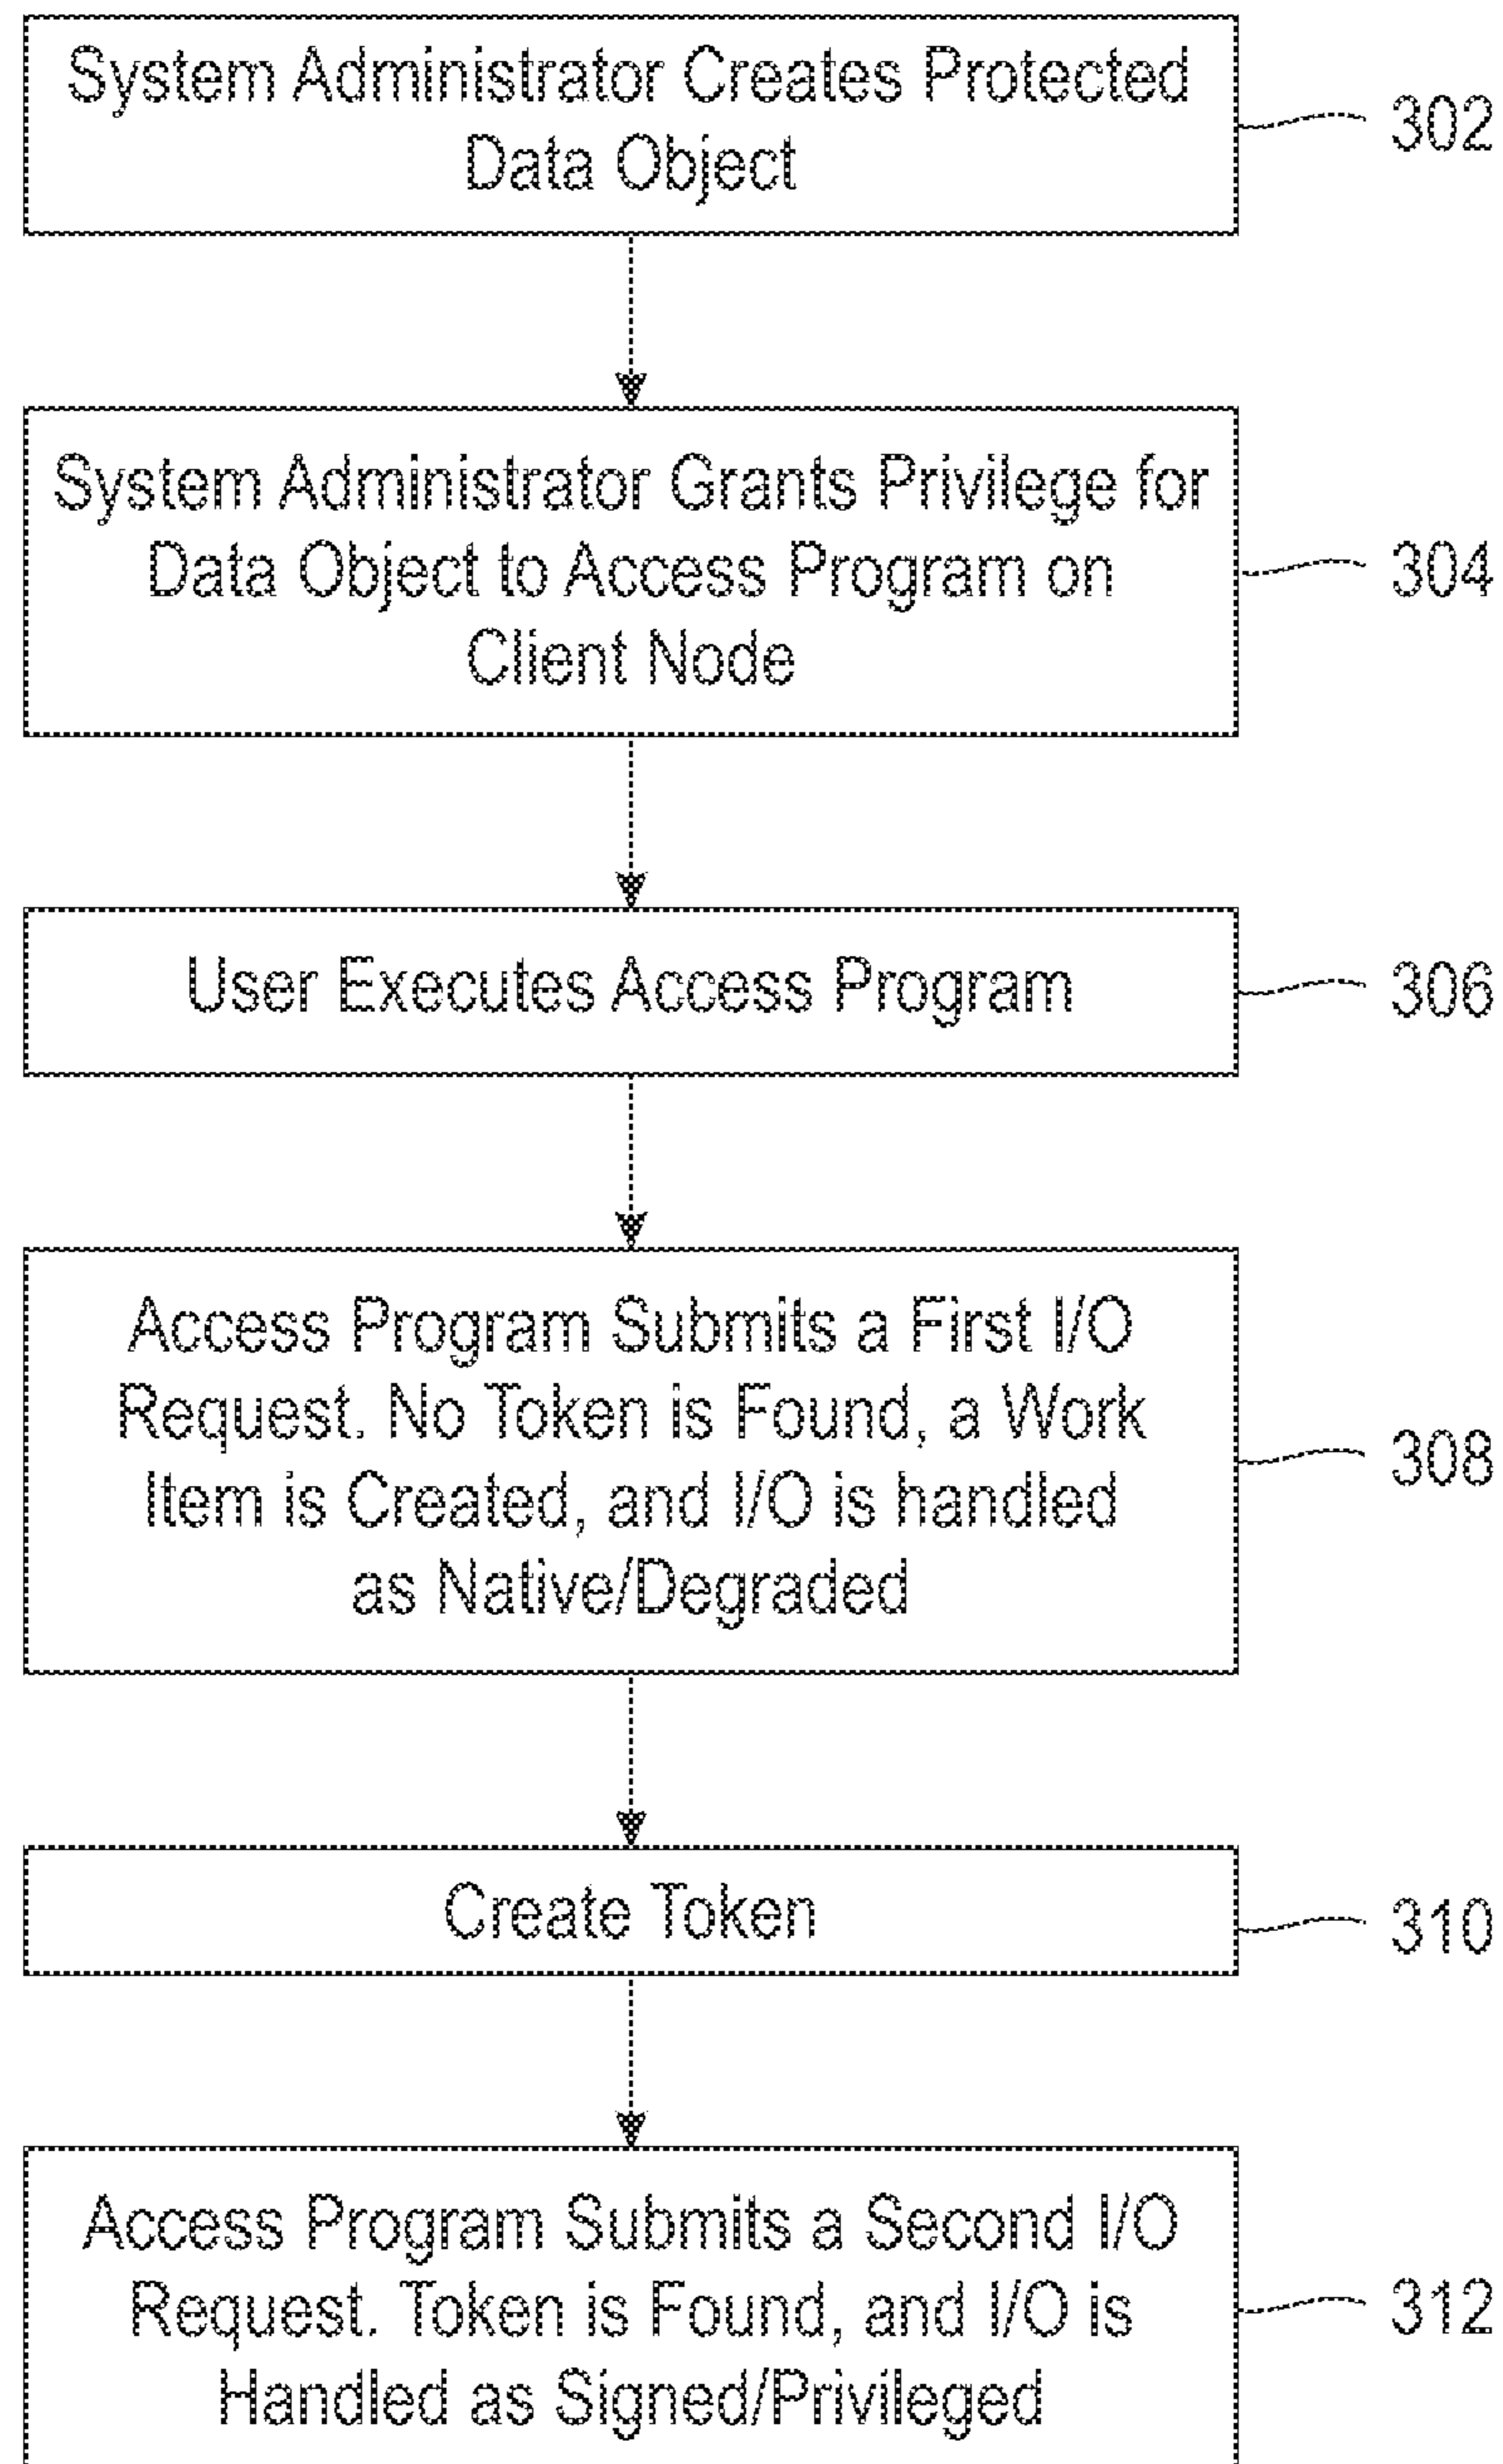 System Administrator Creates Protected
Data Object
302
System Administrator Grants Privilege for
Data Object to Access Program on
Client Node
304
User Executes Access Program
306
Access Program Submits a First I/O
Request. No Token is Found, a Work
Item is Created, and I/O is handled
as Native/Degraded
308
Create Token
310
Access Program Submits a Second I/O
Request. Token is Found, and I/O is
Handled as Signed/Privileged
312